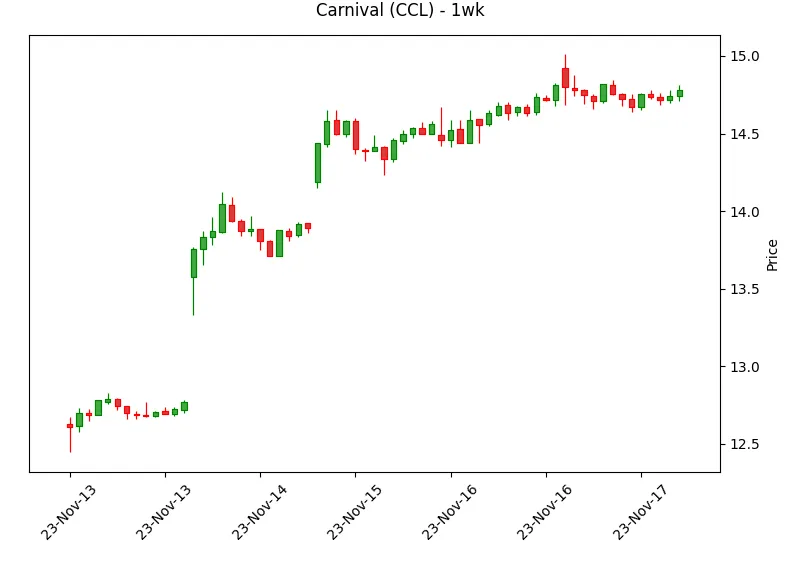 Carnival (CCL) - 1wk
15.0
14.5
14.0
13.5
13.0
12.5
Price
23-Nov-13
23-Nov-13
23-Nov-14
23-Nov-15
23-Nov-16
23-Nov-16
23-Nov-17